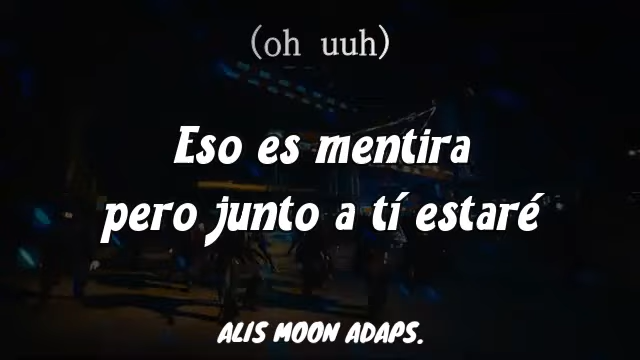 (oh uuh)
Eso es mentira
pero junto a tí estaré
ALIS MOON ADAPS.